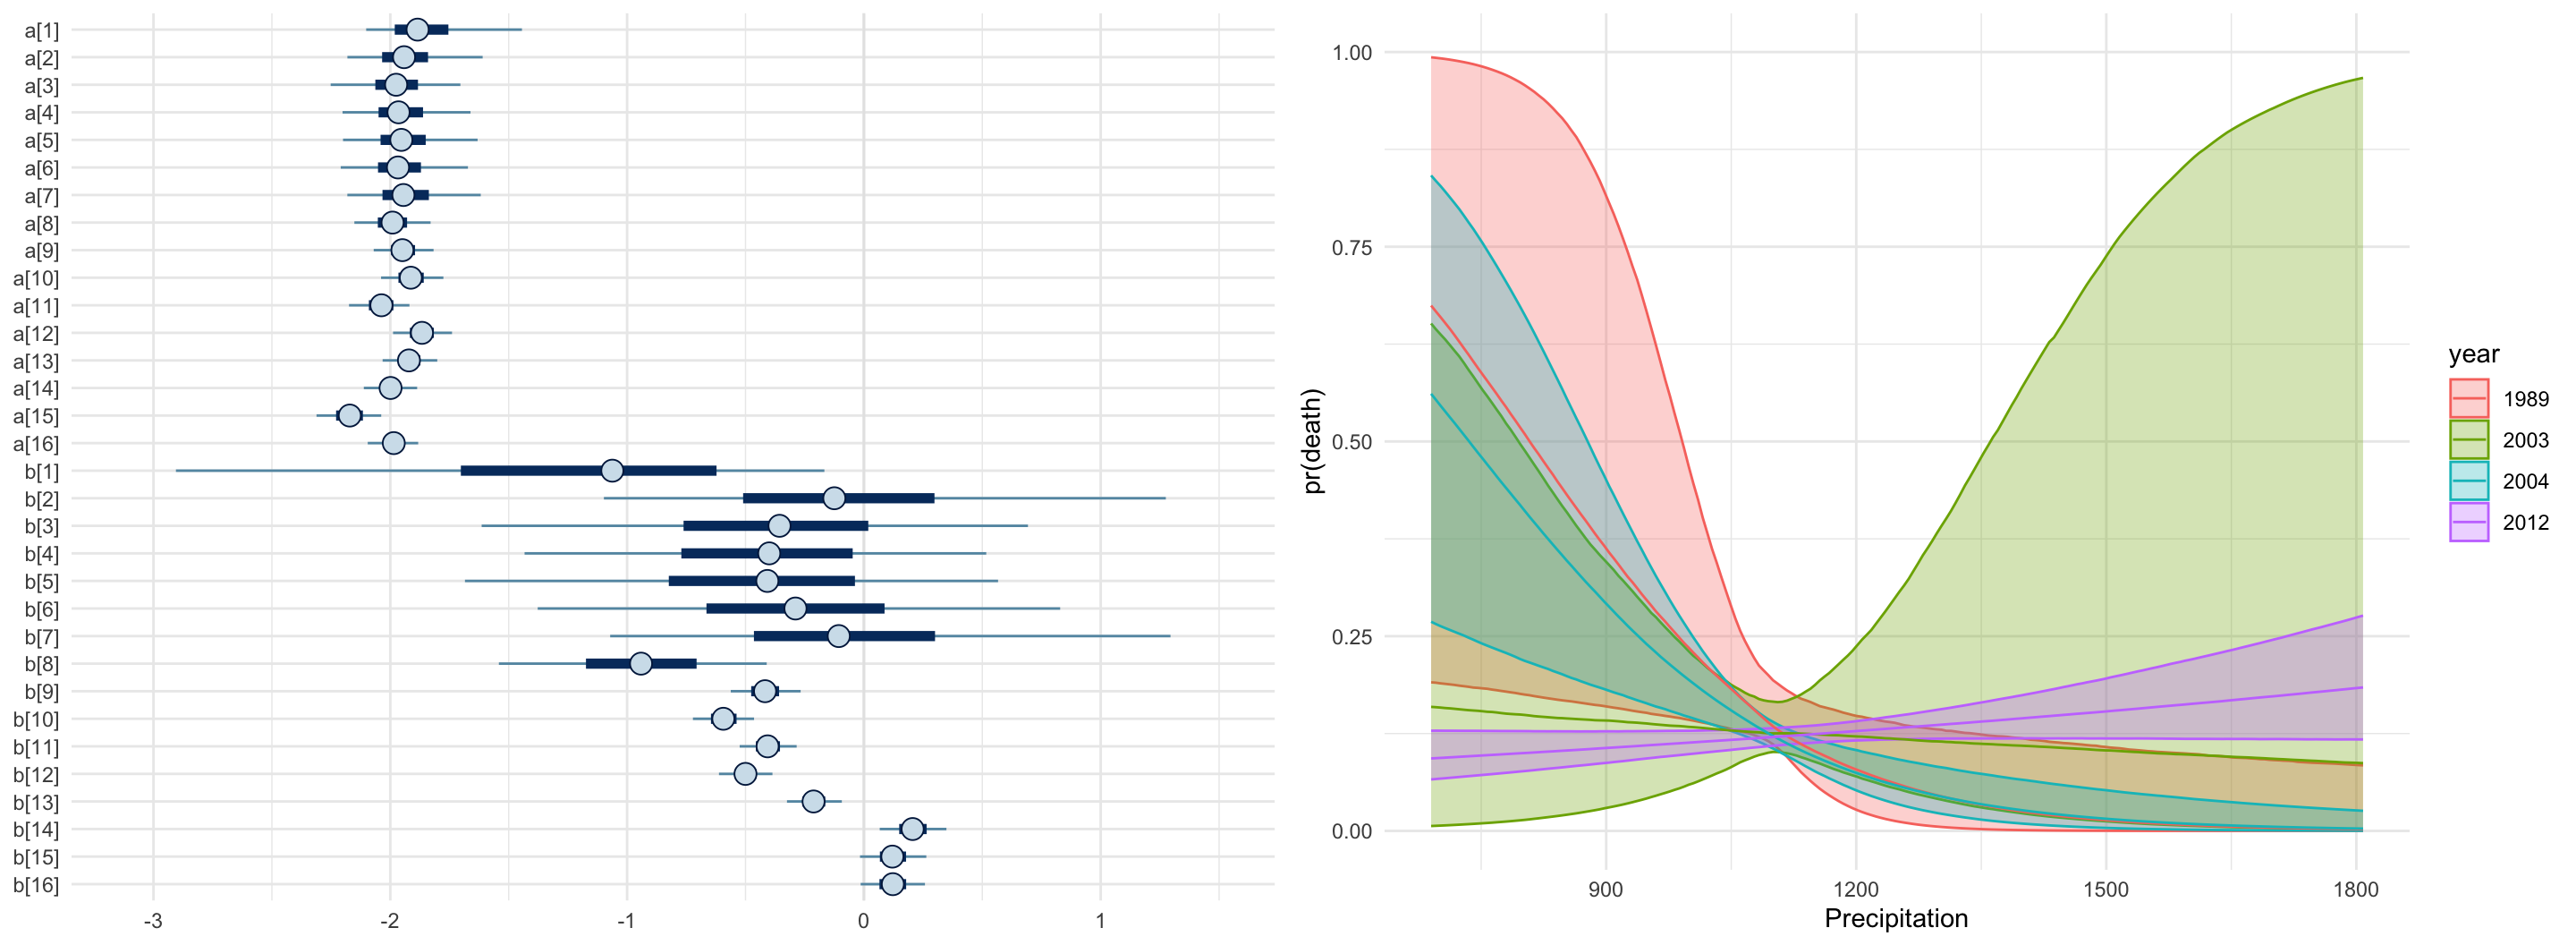 a[1]
a[2]
a[3]
a[4]
a[5]
a[6]
a[7]
a[8]
a[9]
a[10]
a[11]
a[12]
a[13]
a[14]
a[15]
a[16]
b[1]
b[2]
b[3]
b[4]
b[5]
b[6]
b[7]
b[8]
b[9]
b[10]
b[11]
b[12]
b[13]
b[14]
b[15]
b[16]
-3 -2 -1 0 1
pr(death)
1.00
0.75
0.50
0.25
0.00
900 1200 1500 1800
Precipitation
year
1989
2003
2004
2012